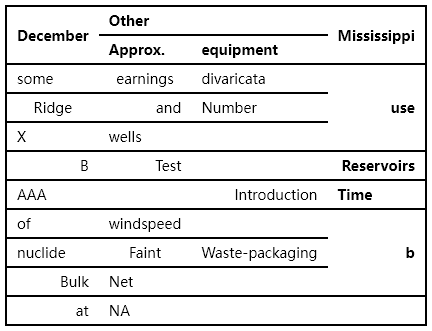 December Other Mississippi
Approx. equipment
some earnings divaricata
Ridge and Number use
X wells
B Test Reservoirs
AAA Introduction Time
of windspeed
nuclide Faint Waste-packaging b
Bulk Net
at NA